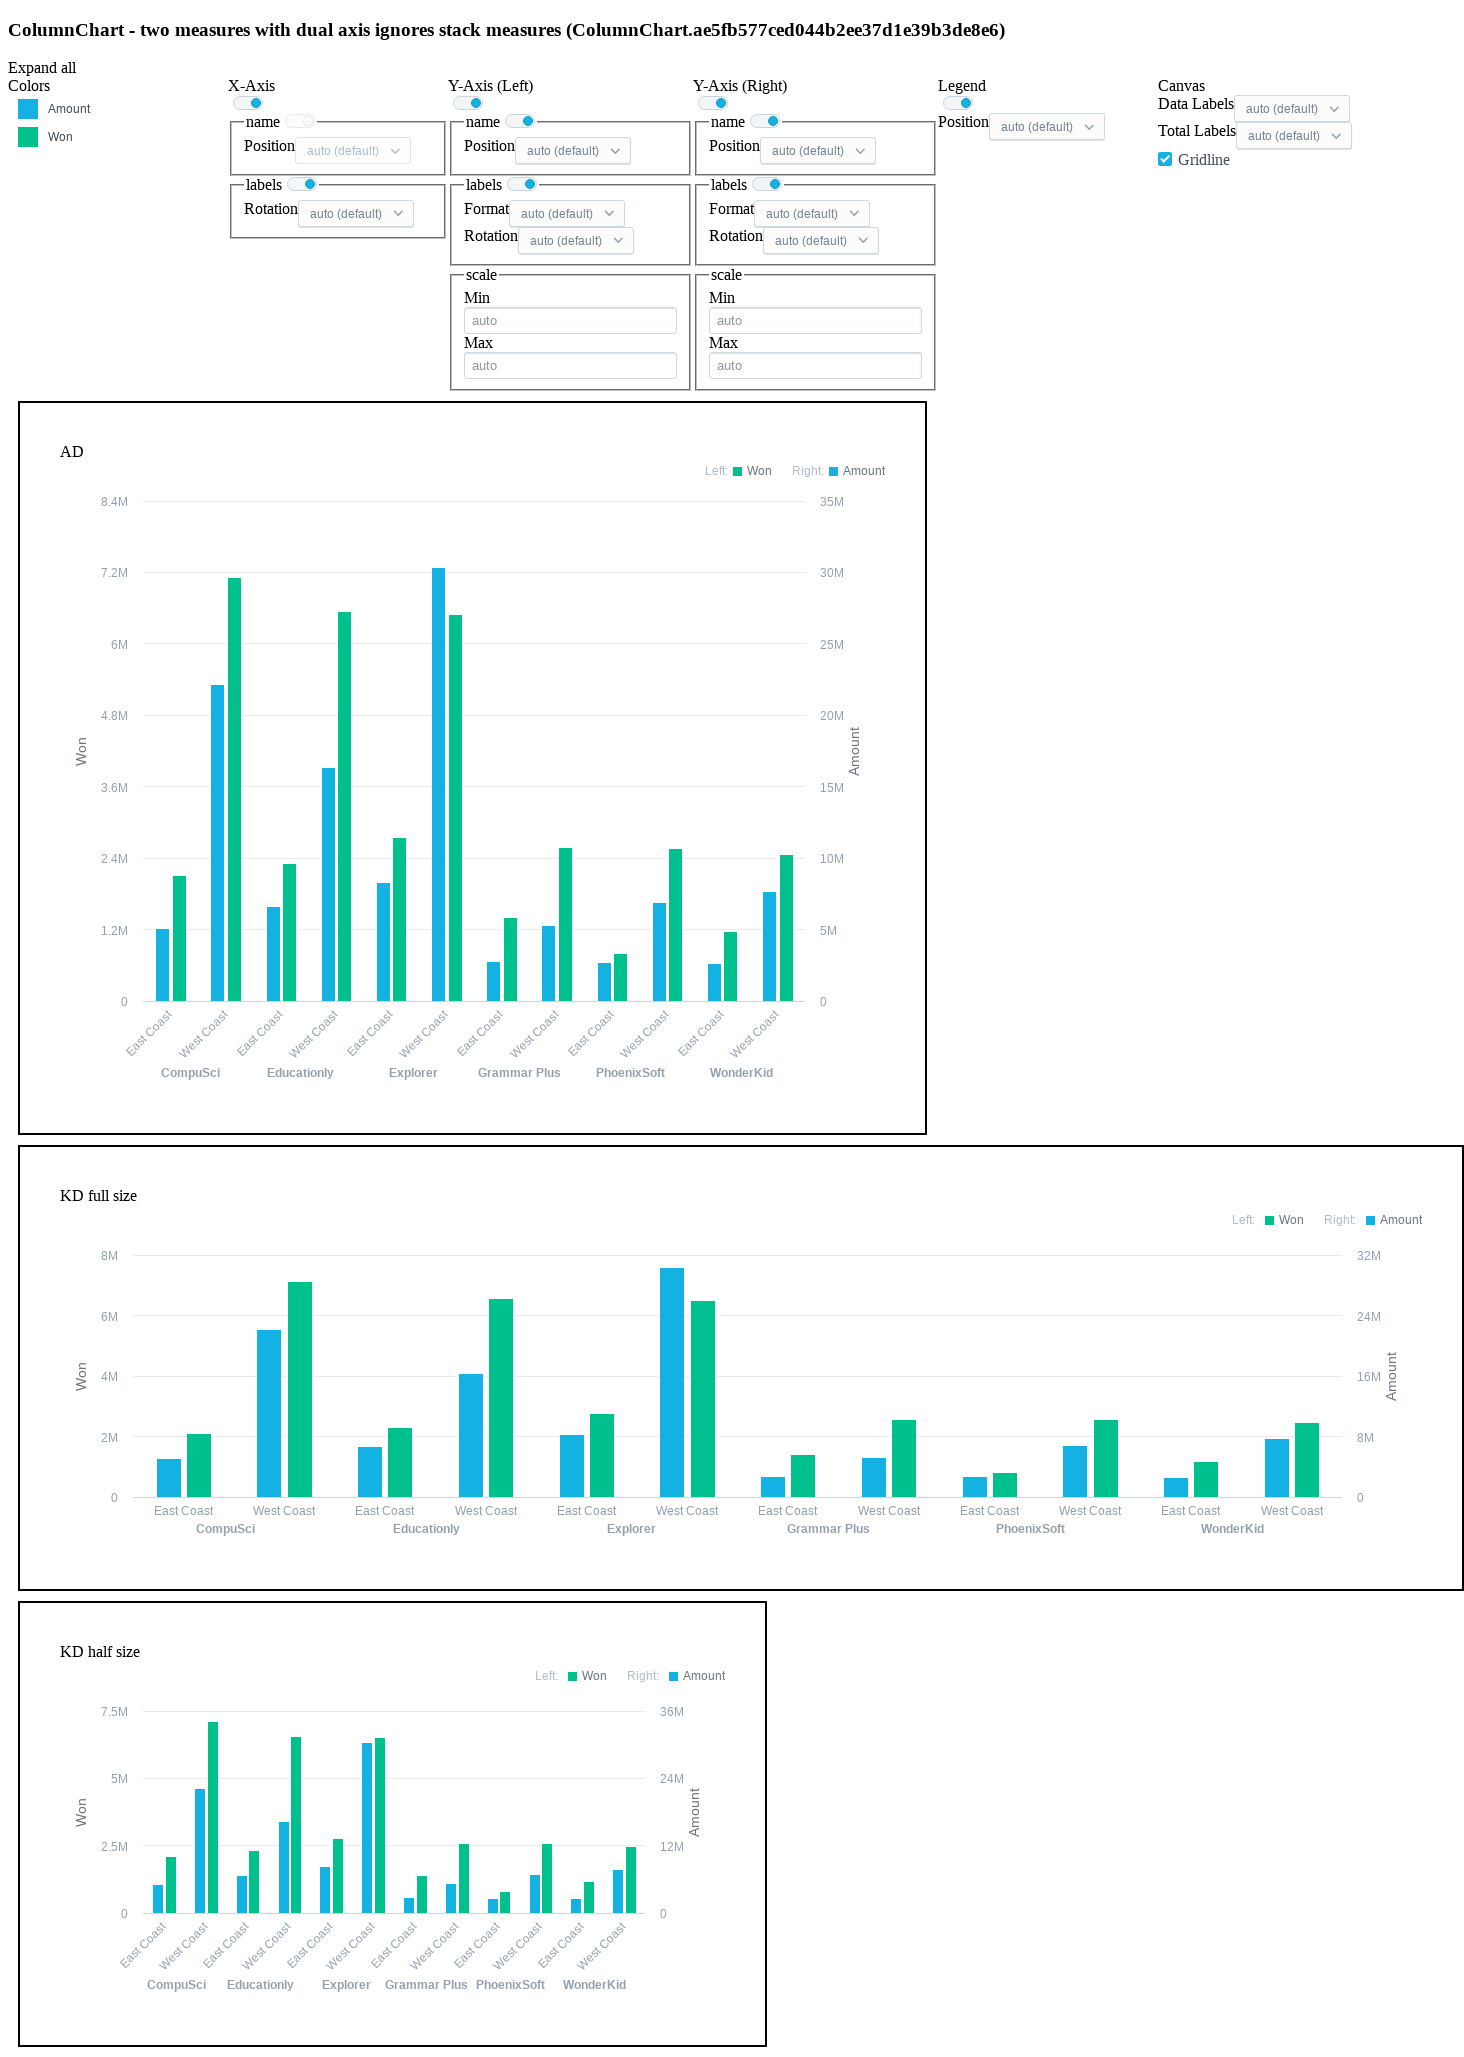 ColumnChart - two measures with dual axis ignores stack measures (ColumnChart.ae5fb577ced044b2ee37d1e39b3de8e6)
Expand all
Colors
Amount
Won
X-Axis
name
Position auto (default)
labels
Rotation auto (default)
Y-Axis (Left)
name
Position auto (default)
labels
Format auto (default)
Rotation auto (default)
scale
Min
auto
Max
auto
Y-Axis (Right)
name
Position auto (default)
labels
Format auto (default)
Rotation auto (default)
scale
Min
auto
Max
auto
Legend
Position auto (default)
Canvas
Data Labels auto (default)
Total Labels auto (default)
Gridline
AD
Left: Won Right: Amount
8.4M 35M
7.2M 30M
6M 25M
4.8M 20M
Won Amount
3.6M 15M
2.4M 10M
1.2M 5M
0 0
East Coast West Coast East Coast West Coast East Coast West Coast East Coast West Coast East Coast West Coast East Coast West Coast
CompuSci Educationly Explorer Grammar Plus PhoenixSoft WonderKid
KD full size
Left: Won Right: Amount
8M 32M
6M 24M
Won Amount
4M 16M
2M 8M
0 0
East Coast West Coast East Coast West Coast East Coast West Coast East Coast West Coast East Coast West Coast East Coast West Coast
CompuSci Educationly Explorer Grammar Plus PhoenixSoft WonderKid
KD half size
Left: Won Right: Amount
7.5M 36M
5M 24M
Won Amount
2.5M 12M
0 0
East Coast West Coast East Coast West Coast East Coast West Coast East Coast West Coast East Coast West Coast East Coast West Coast
CompuSci Educationly Explorer Grammar Plus PhoenixSoft WonderKid